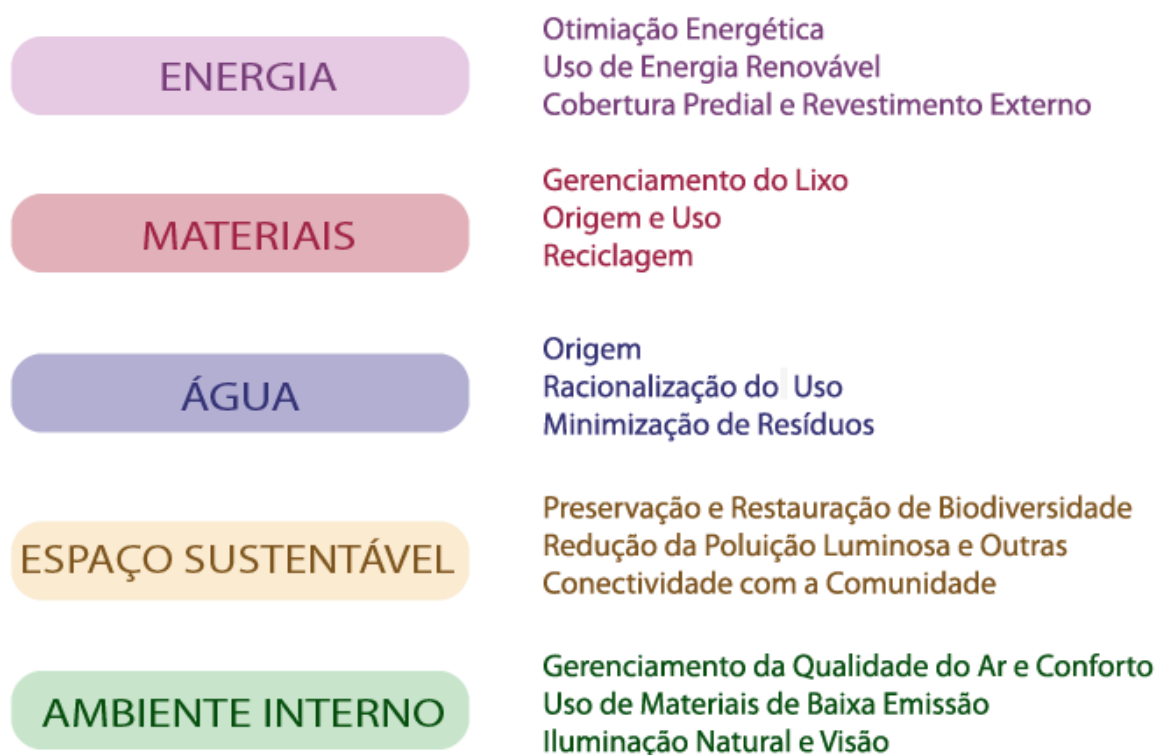 ENERGIA
Otimiação Energética
Uso de Energia Renovável
Cobertura Predial e Revestimento Externo
MATERIAIS
Gerenciamento do Lixo
Origem e Uso
Reciclagem
ÁGUA
Origem
Racionalização do Uso
Minimização de Resíduos
ESPAÇO SUSTENTÁVEL
Preservação e Restauração de Biodiversidade
Redução da Poluição Luminosa e Outras
Conectividade com a Comunidade
AMBIENTE INTERNO
Gerenciamento da Qualidade do Ar e Conforto
Uso de Materiais de Baixa Emissão
Iluminação Natural e Visão